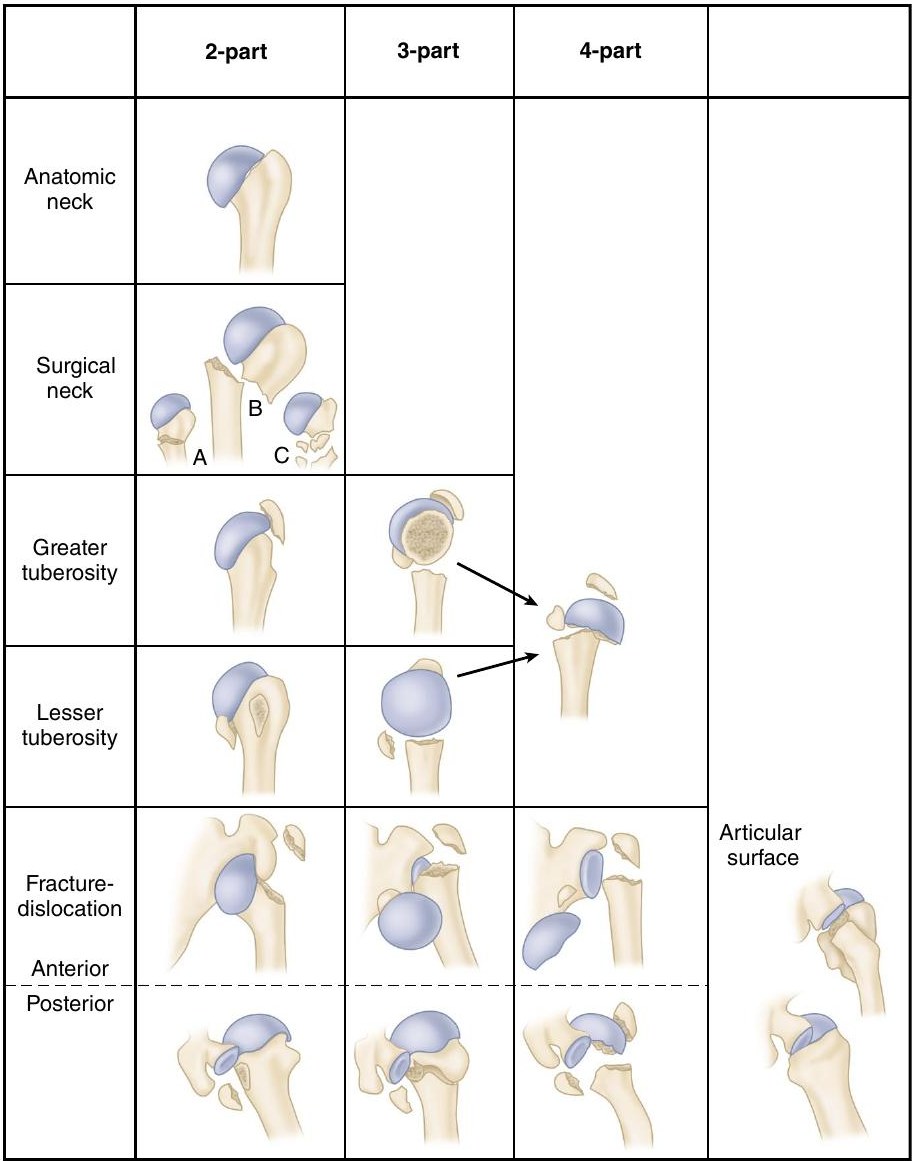 2-part
3-part
4-part
Anatomic
neck
Surgical
neck
A
B
C
Greater
tuberosity
Lesser
tuberosity
Fracture-
dislocation
Anterior
Posterior
Articular
surface